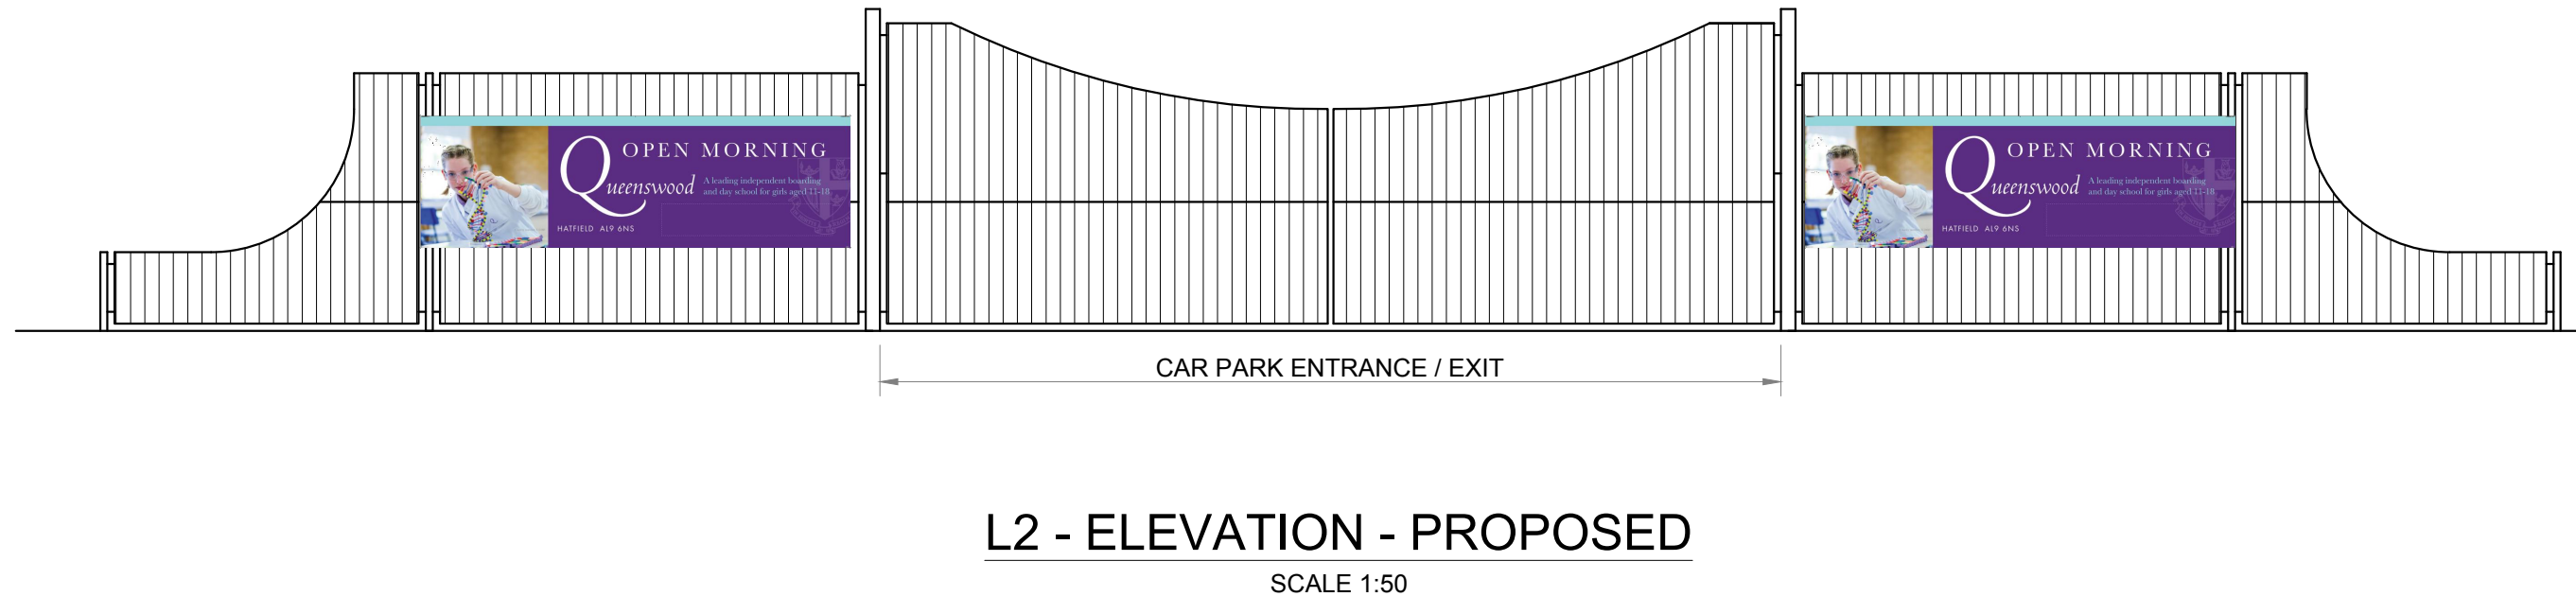 OPEN MORNING
Queenswood
A leading independent boarding
and day school for girls aged 11-18
HATFIELD AL9 6NS
OPEN MORNING
Queenswood
A leading independent boarding
and day school for girls aged 11-18
HATFIELD AL9 6NS
CAR PARK ENTRANCE / EXIT
L2 - ELEVATION - PROPOSED
SCALE 1:50